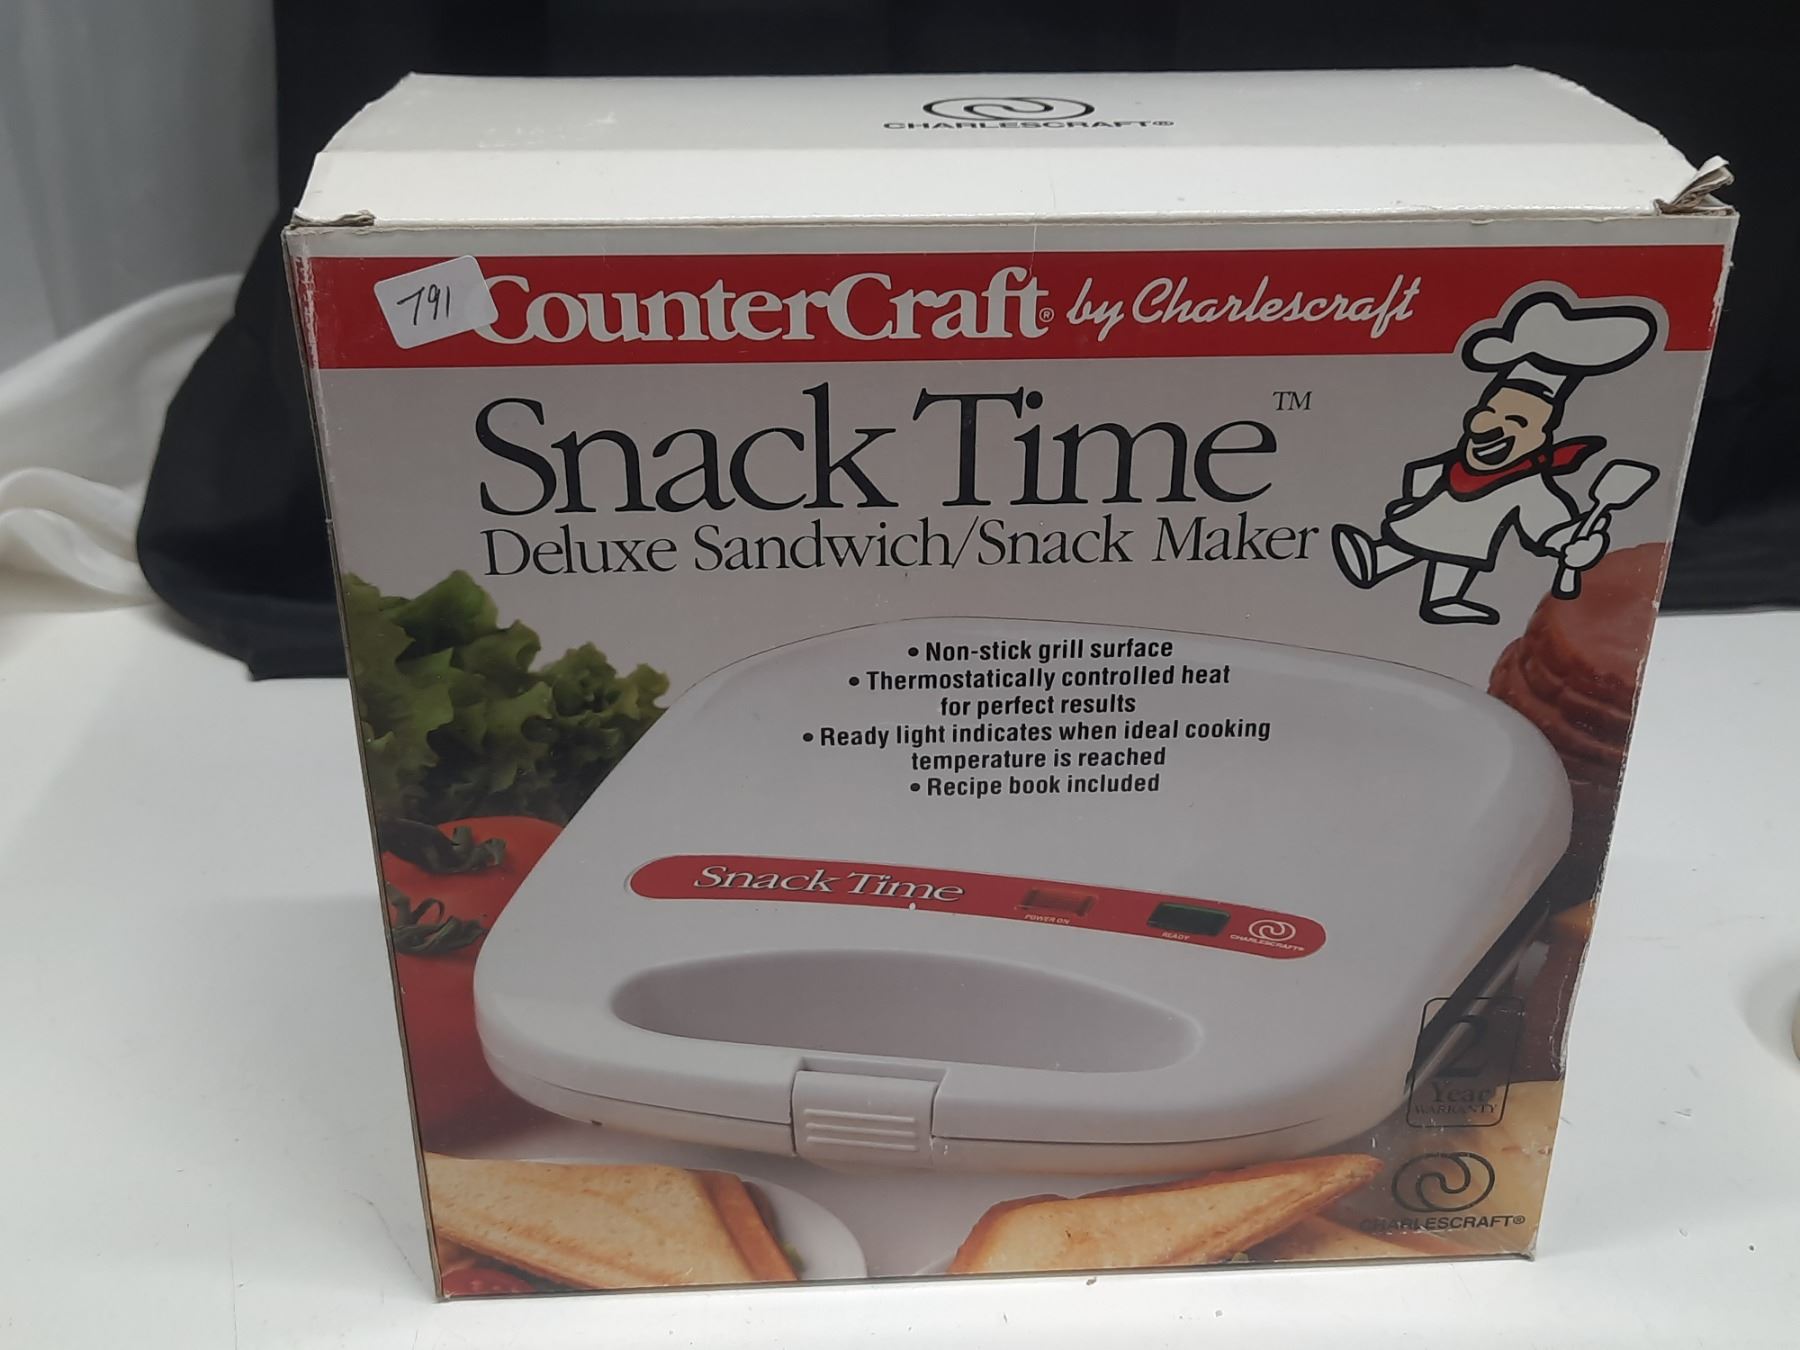 CHARLESCRAFT®
791
CounterCraft® by Charlescraft
Snack Time™
Deluxe Sandwich/Snack Maker
• Non-stick grill surface
• Thermostatically controlled heat
for perfect results
• Ready light indicates when ideal cooking
temperature is reached
• Recipe book included
Snack Time
POWER ON
READY
CHARLESCRAFT®
2
Year
WARRANTY
CHARLESCRAFT®